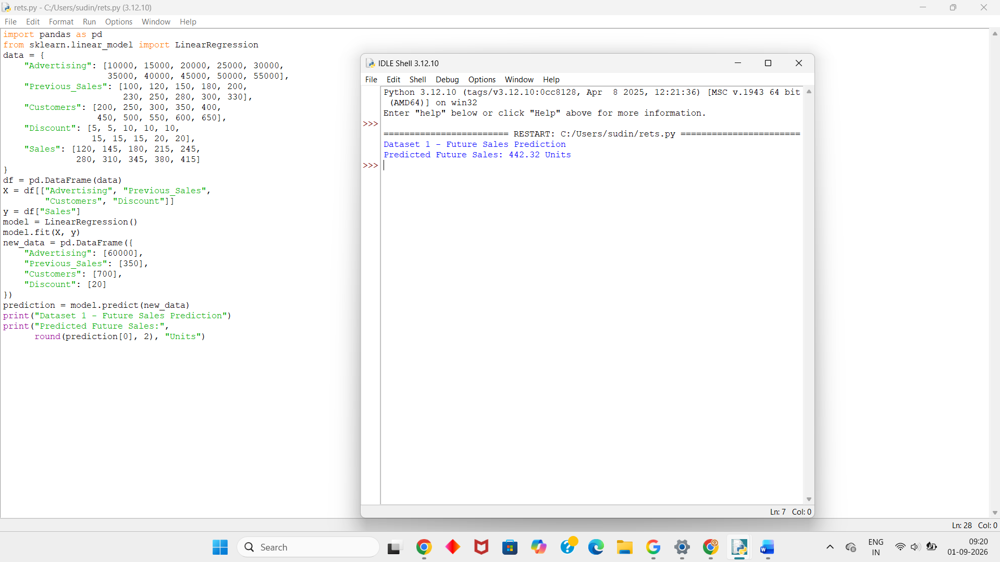 rets.py - C:/Users/sudin/rets.py (3.12.10)
File Edit Format Run Options Window Help
import pandas as pd
from sklearn.linear_model import LinearRegression
data = {
    "Advertising": [10000, 15000, 20000, 25000, 30000,
                    35000, 40000, 45000, 50000, 55000],
    "Previous_Sales": [100, 120, 150, 180, 200,
                       230, 250, 280, 300, 330],
    "Customers": [200, 250, 300, 350, 400,
                  450, 500, 550, 600, 650],
    "Discount": [5, 5, 10, 10, 10,
                 15, 15, 15, 20, 20],
    "Sales": [120, 145, 180, 215, 245,
              280, 310, 345, 380, 415]
}
df = pd.DataFrame(data)
X = df[["Advertising", "Previous_Sales",
        "Customers", "Discount"]]
y = df["Sales"]
model = LinearRegression()
model.fit(X, y)
new_data = pd.DataFrame({
    "Advertising": [60000],
    "Previous_Sales": [350],
    "Customers": [700],
    "Discount": [20]
})
prediction = model.predict(new_data)
print("Dataset 1 - Future Sales Prediction")
print("Predicted Future Sales:",
      round(prediction[0], 2), "Units")
IDLE Shell 3.12.10
File Edit Shell Debug Options Window Help
Python 3.12.10 (tags/v3.12.10:0cc8128, Apr  8 2025, 12:21:36) [MSC v.1943 64 bit
 (AMD64)] on win32
Enter "help" below or click "Help" above for more information.
>>>
======================== RESTART: C:/Users/sudin/rets.py =======================
Dataset 1 - Future Sales Prediction
Predicted Future Sales: 442.32 Units
>>>
Ln: 7 Col: 0
Ln: 28 Col: 0
Search
ENG
IN
09:20
01-09-2026